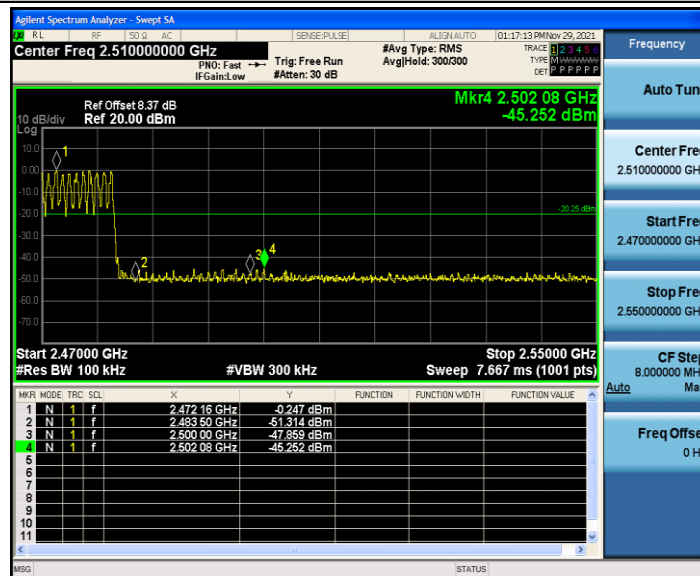 Agilent Spectrum Analyzer - Swept SA
LXI RL RF 50 Ω AC SENSE:PULSE ALIGN AUTO 01:17:13 PM Nov 29, 2021
Center Freq 2.510000000 GHz
PNO: Fast
IFGain:Low
Trig: Free Run
#Atten: 30 dB
#Avg Type: RMS
Avg|Hold: 300/300
TRACE 1 2 3 4 5 6
TYPE M WWWWW
DET P P P P P P
Frequency
Auto Tun
Center Fre
2.510000000 GH
Start Fre
2.470000000 GH
Stop Fre
2.550000000 GH
CF Step
8.000000 MH
Auto Ma
Freq Offse
0 H
Mkr4 2.502 08 GHz
-45.252 dBm
Ref Offset 8.37 dB
10 dB/div Ref 20.00 dBm
Log
10.0
0.00
-10.0
-20.0
-30.0
-40.0
-50.0
-60.0
-70.0
1
2
3
4
-20.25 dBm
Start 2.47000 GHz Stop 2.55000 GHz
#Res BW 100 kHz #VBW 300 kHz Sweep 7.667 ms (1001 pts)
MKR MODE TRC SCL X Y FUNCTION FUNCTION WIDTH FUNCTION VALUE
1 N 1 f 2.472 16 GHz -0.247 dBm
2 N 1 f 2.483 50 GHz -51.314 dBm
3 N 1 f 2.500 00 GHz -47.859 dBm
4 N 1 f 2.502 08 GHz -45.252 dBm
5
6
7
8
9
10
11
MSG STATUS